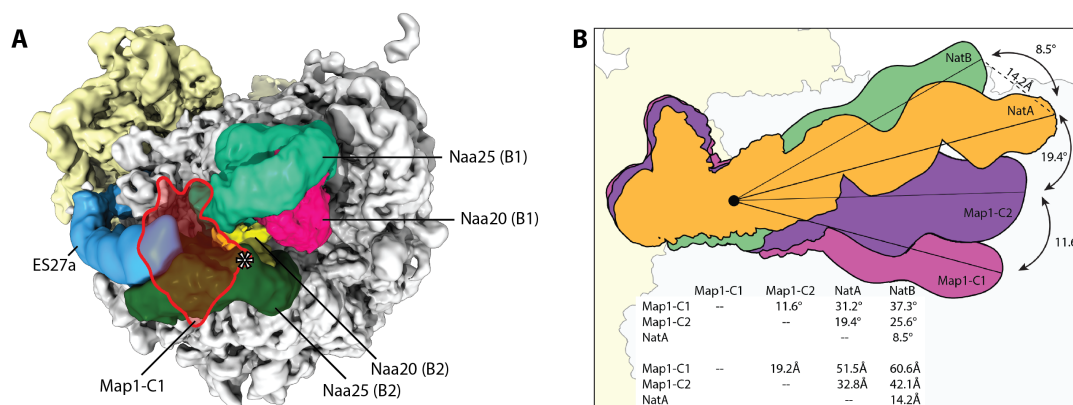 A
Naa25 (B1)
Naa20 (B1)
ES27a
Map1-C1
Naa20 (B2)
Naa25 (B2)
B
NatB
8.5°
14.2Å
NatA
19.4°
Map1-C2
11.6
Map1-C1
Map1-C1 Map1-C2 NatA NatB
Map1-C1 -- 11.6° 31.2° 37.3°
Map1-C2 -- 19.4° 25.6°
NatA -- 8.5°
Map1-C1 -- 19.2Å 51.5Å 60.6Å
Map1-C2 -- 32.8Å 42.1Å
NatA -- 14.2Å